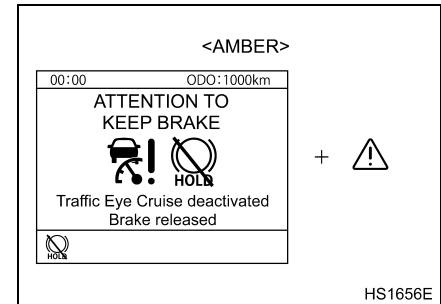 <AMBER>
00:00 ODO:1000km
ATTENTION TO
KEEP BRAKE
HOLD
Traffic Eye Cruise deactivated
Brake released
HOLD
+
HS1656E